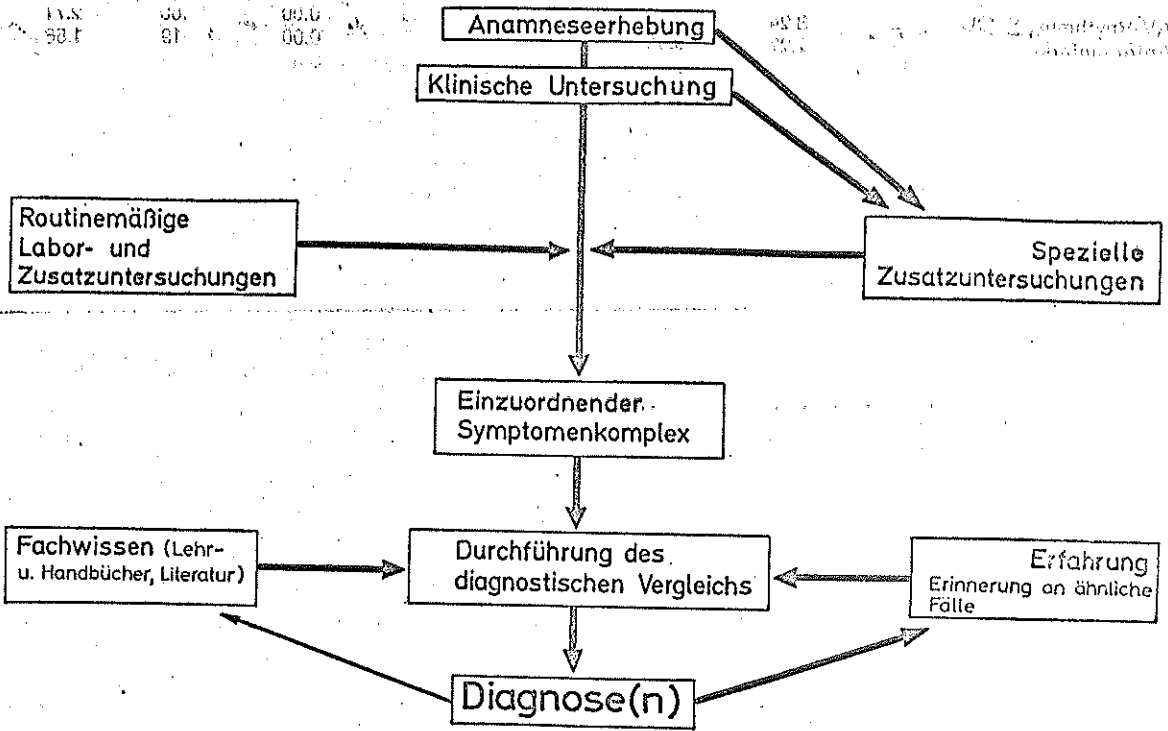 Anamneseerhebung
Klinische Untersuchung
Routinemäßige
Labor- und
Zusatzuntersuchungen
Spezielle
Zusatzuntersuchungen
Einzuordnender
Symptomenkomplex
Fachwissen (Lehr-
u. Handbücher, Literatur)
Durchführung des
diagnostischen Vergleichs
Erfahrung
Erinnerung an ähnliche
Fälle
Diagnose(n)